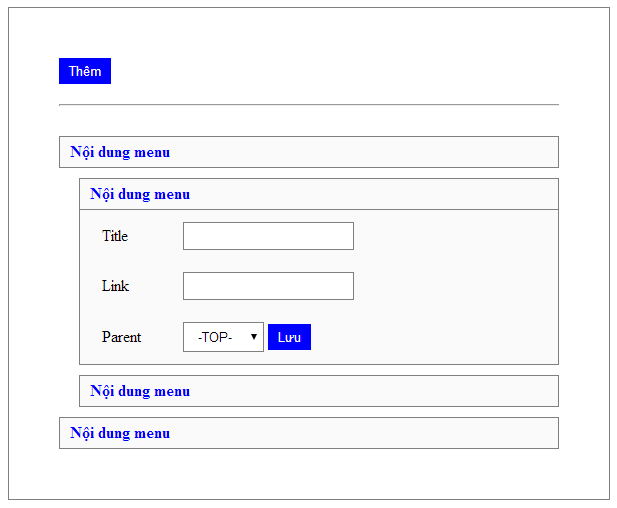 Thêm
Nội dung menu
Nội dung menu
Title
Link
Parent -TOP- Lưu
Nội dung menu
Nội dung menu